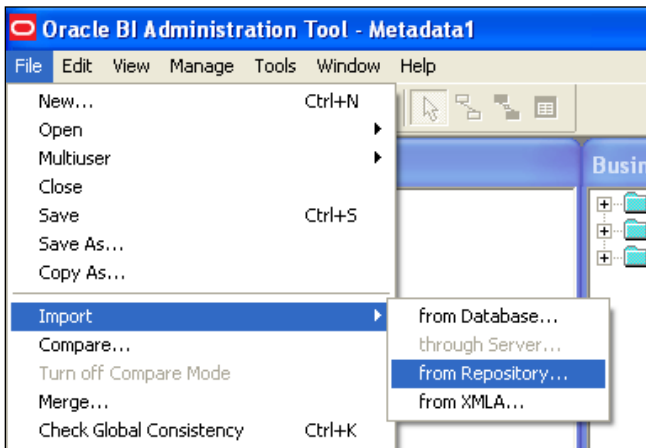 Oracle BI Administration Tool - Metadata1
File Edit View Manage Tools Window Help
New... Ctrl+N
Open
Multiuser
Close
Save Ctrl+S
Save As...
Copy As...
Import
Compare...
Turn off Compare Mode
Merge...
Check Global Consistency Ctrl+K
from Database...
through Server...
from Repository...
from XMLA...
Busin